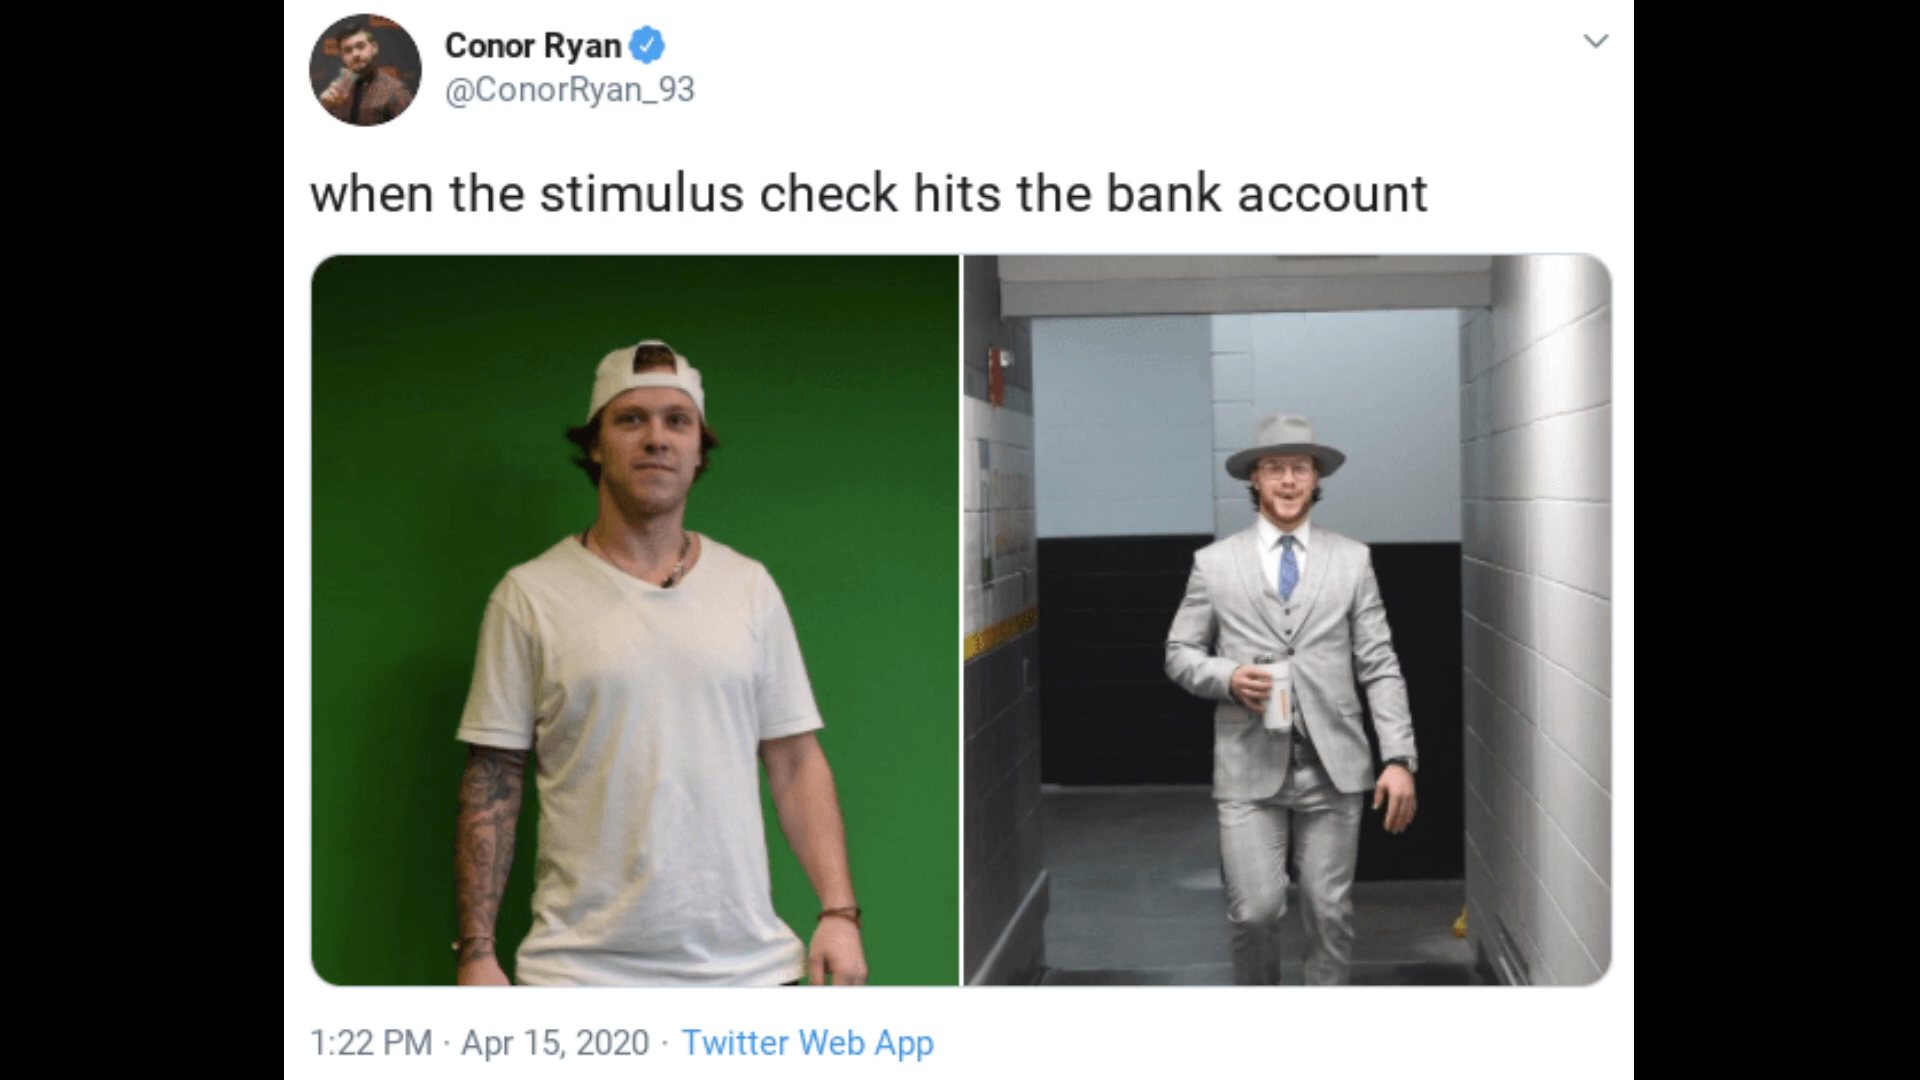 Conor Ryan
@ConorRyan_93
when the stimulus check hits the bank account
1:22 PM · Apr 15, 2020 · Twitter Web App